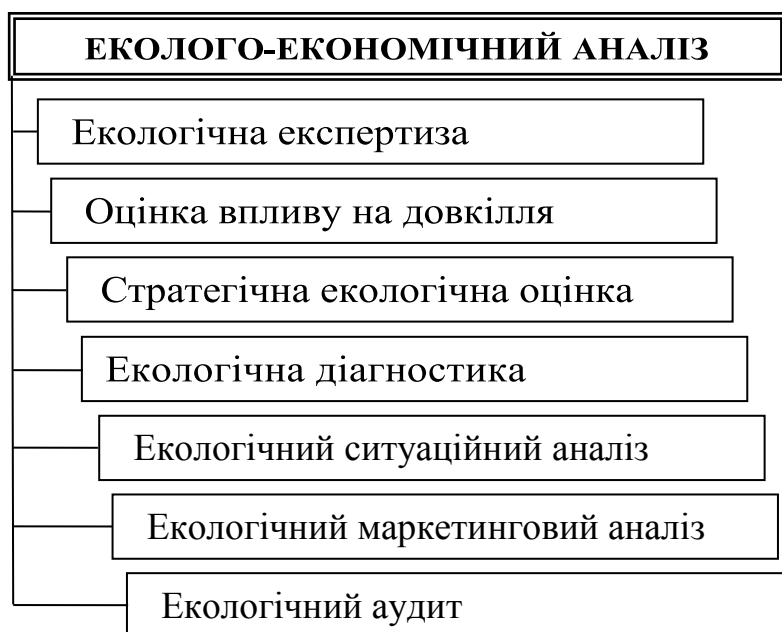 ЕКОЛОГО-ЕКОНОМІЧНИЙ АНАЛІЗ
Екологічна експертиза
Оцінка впливу на довкілля
Стратегічна екологічна оцінка
Екологічна діагностика
Екологічний ситуаційний аналіз
Екологічний маркетинговий аналіз
Екологічний аудит